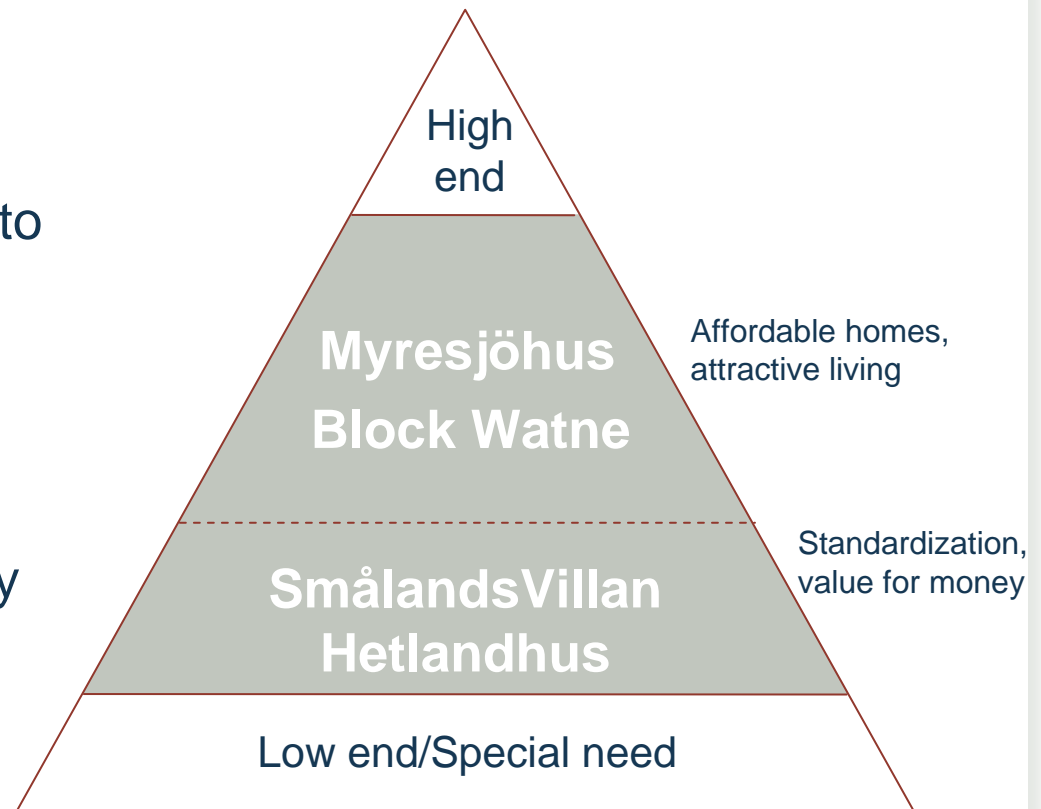 High
end
to
Myresjöhus
Affordable homes,
attractive living
Block Watne
Standardization,
value for money
y
SmålandsVillan
Hetlandhus
Low end/Special need